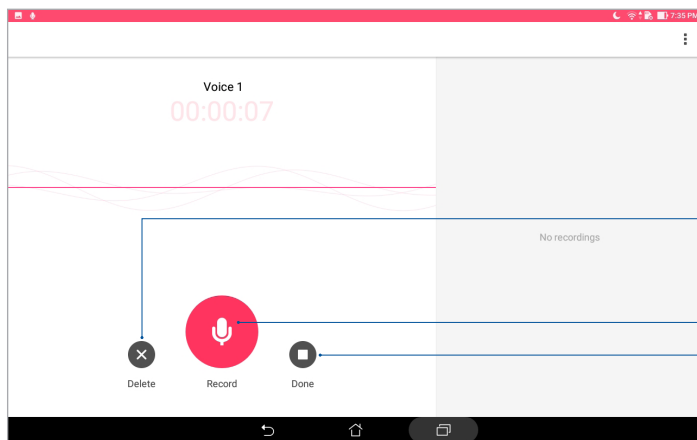 7:35 PM
Voice 1
00:00:07
No recordings
Delete
Record
Done